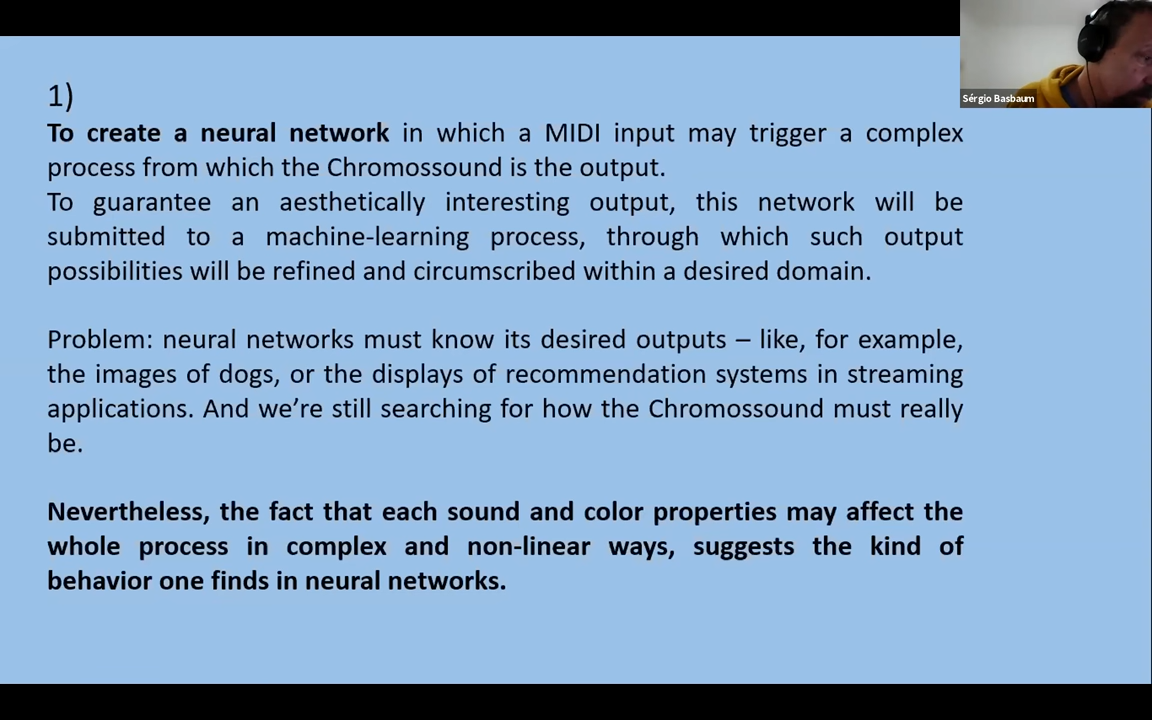 Sérgio Basbaum
1)
To create a neural network in which a MIDI input may trigger a complex
process from which the Chromossound is the output.
To guarantee an aesthetically interesting output, this network will be
submitted to a machine-learning process, through which such output
possibilities will be refined and circumscribed within a desired domain.
Problem: neural networks must know its desired outputs – like, for example,
the images of dogs, or the displays of recommendation systems in streaming
applications. And we’re still searching for how the Chromossound must really
be.
Nevertheless, the fact that each sound and color properties may affect the
whole process in complex and non-linear ways, suggests the kind of
behavior one finds in neural networks.